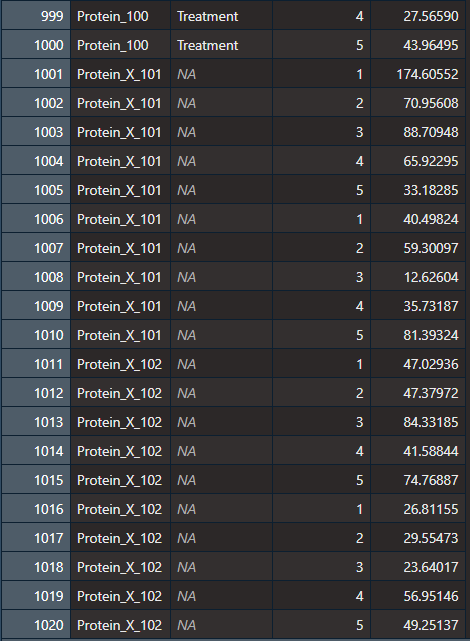 999 Protein_100 Treatment 4 27.56590
1000 Protein_100 Treatment 5 43.96495
1001 Protein_X_101 NA 1 174.60552
1002 Protein_X_101 NA 2 70.95608
1003 Protein_X_101 NA 3 88.70948
1004 Protein_X_101 NA 4 65.92295
1005 Protein_X_101 NA 5 33.18285
1006 Protein_X_101 NA 1 40.49824
1007 Protein_X_101 NA 2 59.30097
1008 Protein_X_101 NA 3 12.62604
1009 Protein_X_101 NA 4 35.73187
1010 Protein_X_101 NA 5 81.39324
1011 Protein_X_102 NA 1 47.02936
1012 Protein_X_102 NA 2 47.37972
1013 Protein_X_102 NA 3 84.33185
1014 Protein_X_102 NA 4 41.58844
1015 Protein_X_102 NA 5 74.76887
1016 Protein_X_102 NA 1 26.81155
1017 Protein_X_102 NA 2 29.55473
1018 Protein_X_102 NA 3 23.64017
1019 Protein_X_102 NA 4 56.95146
1020 Protein_X_102 NA 5 49.25137